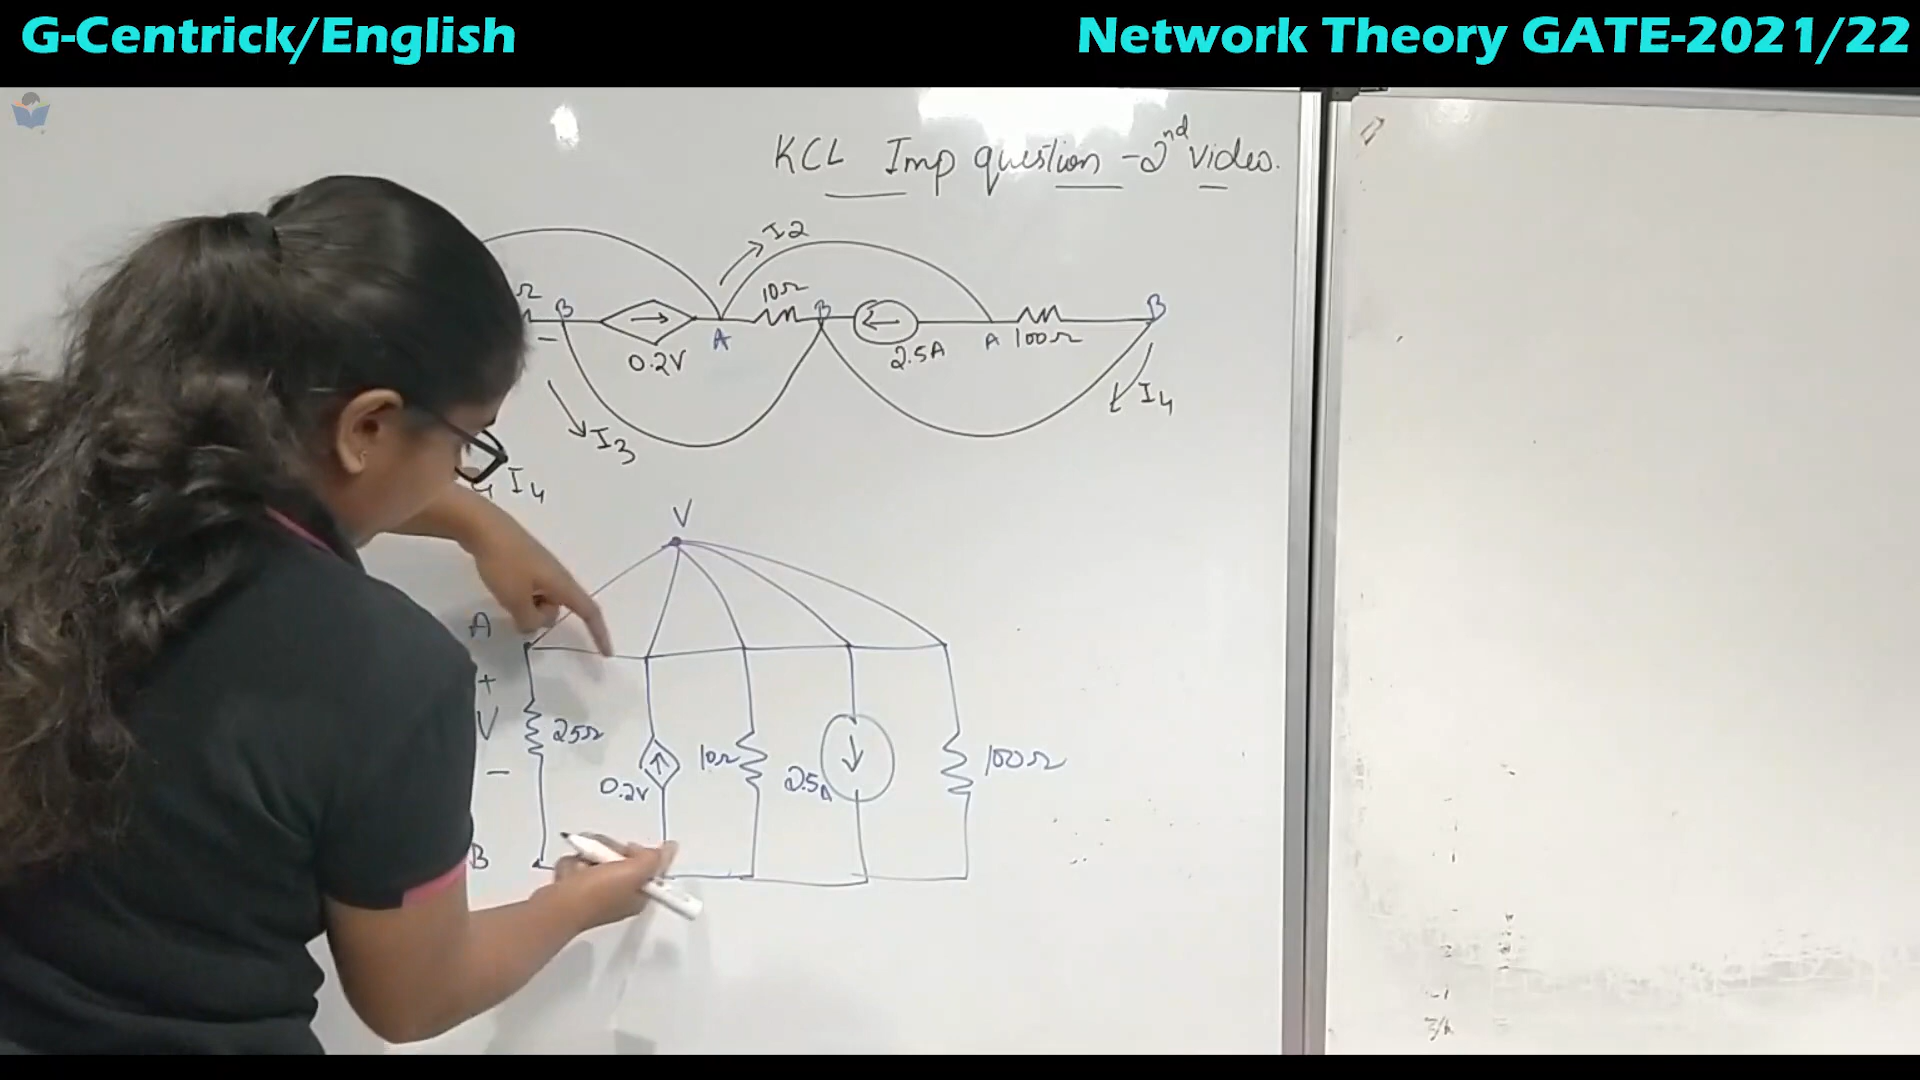 G-Centrick/English
Network Theory GATE-2021/22
KCL Imp question - 2nd video.
I2
10Ω
Ω B
B
B
0.2V
A
2.5A
A 100Ω
I4
I3
I4
V
A
+
V
25Ω
10Ω
100Ω
0.2V
2.5A
-
B